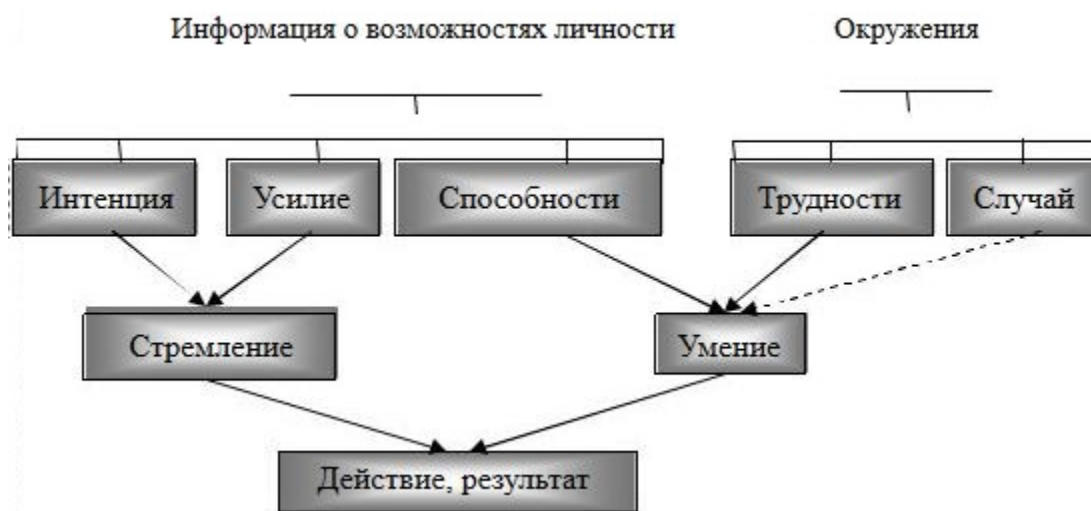 Информация о возможностях личности
Окружения
Интенция
Усилие
Способности
Трудности
Случай
Стремление
Умение
Действие, результат